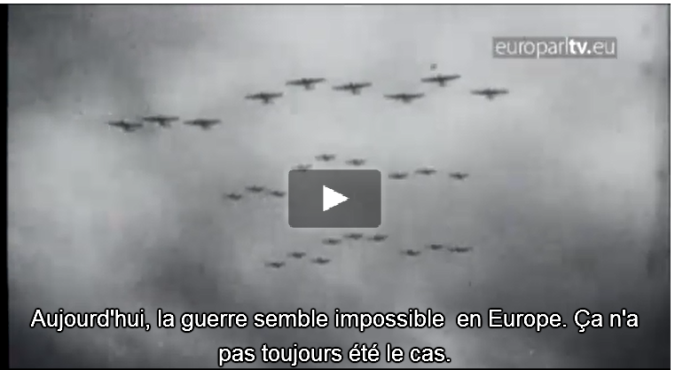 europarltv.eu
Aujourd'hui, la guerre semble impossible  en Europe. Ça n'a
pas toujours été le cas.